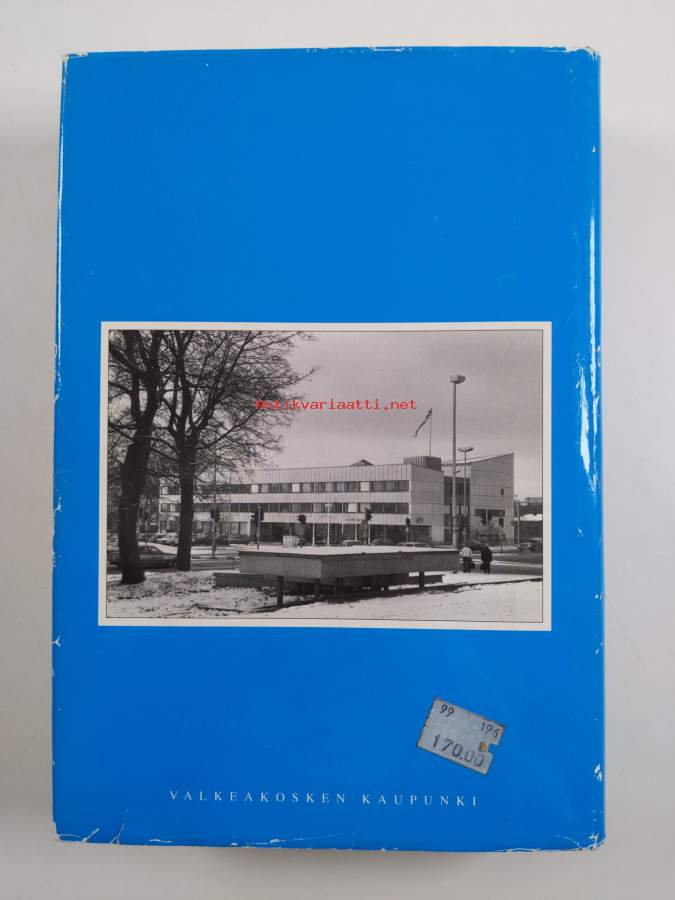 Antikvariaatti.net
99 196
170.00
VALKEAKOSKEN KAUPUNKI